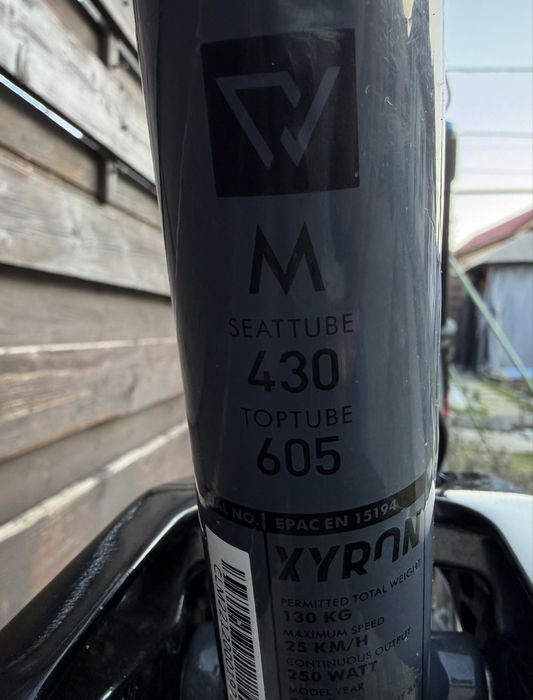 M
SEATTUBE
430
TOPTUBE
605
NO. EPAC EN 15194
XYRON
PERMITTED TOTAL WEIGHT
130 KG
MAXIMUM SPEED
25 KM/H
CONTINUOUS OUTPUT
250 WATT
MODEL YEAR